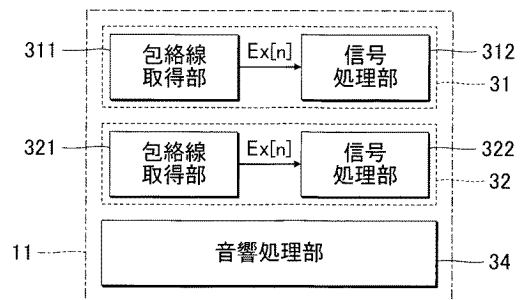 311
包絡線
取得部
Ex[n]
信号
処理部
312
31
321
包絡線
取得部
Ex[n]
信号
処理部
322
32
11
音響処理部
34